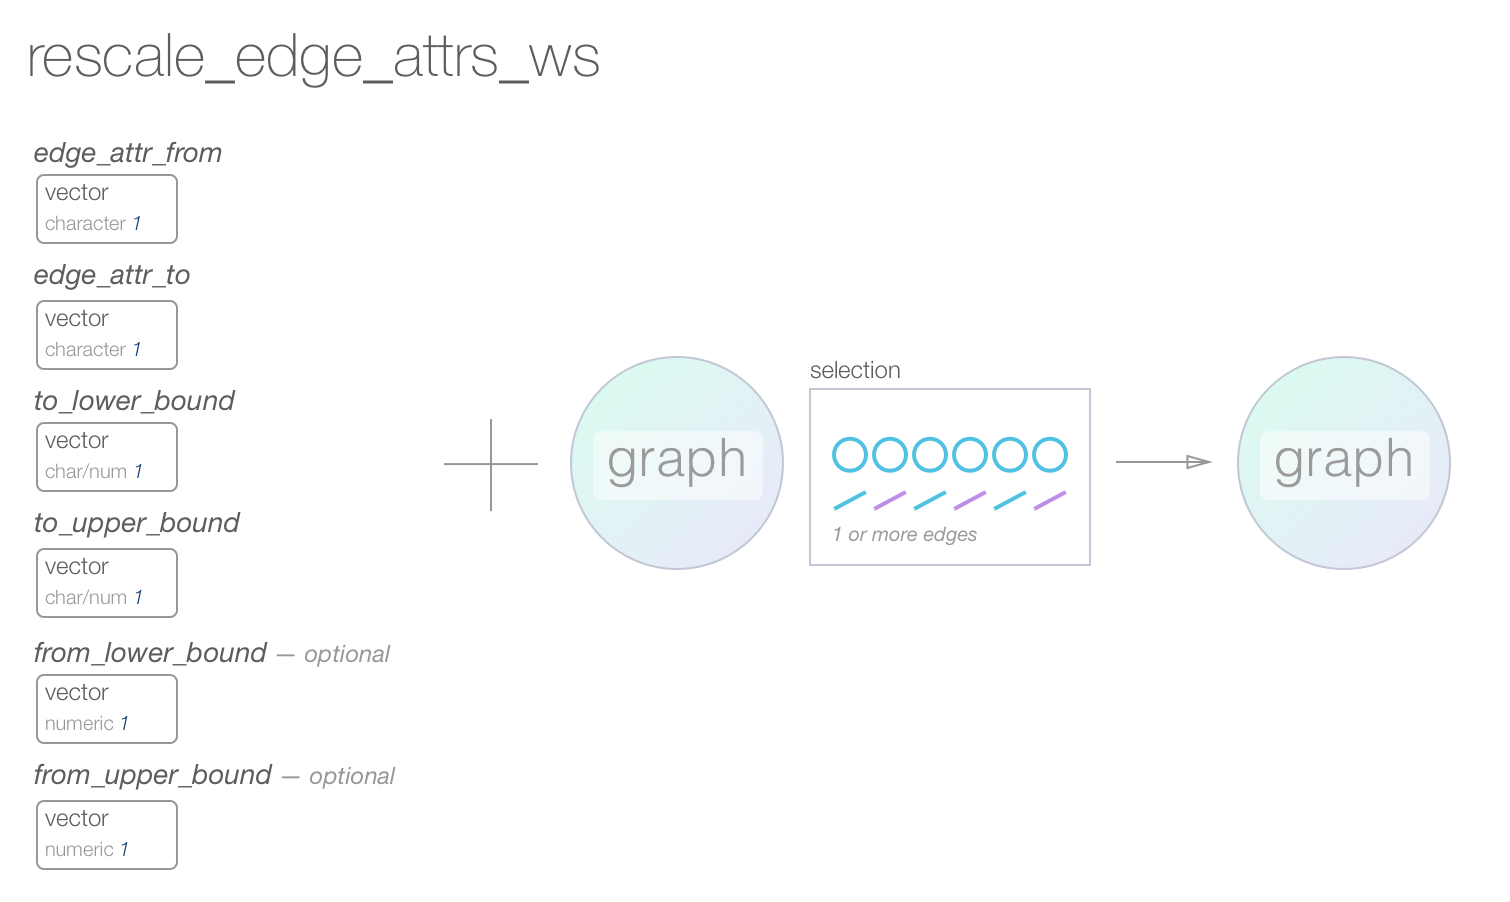 rescale_edge_attrs_ws
edge_attr_from
vector
character 1
edge_attr_to
vector
character 1
to_lower_bound
vector
char/num 1
to_upper_bound
vector
char/num 1
from_lower_bound — optional
vector
numeric 1
from_upper_bound — optional
vector
numeric 1
graph
selection
1 or more edges
graph